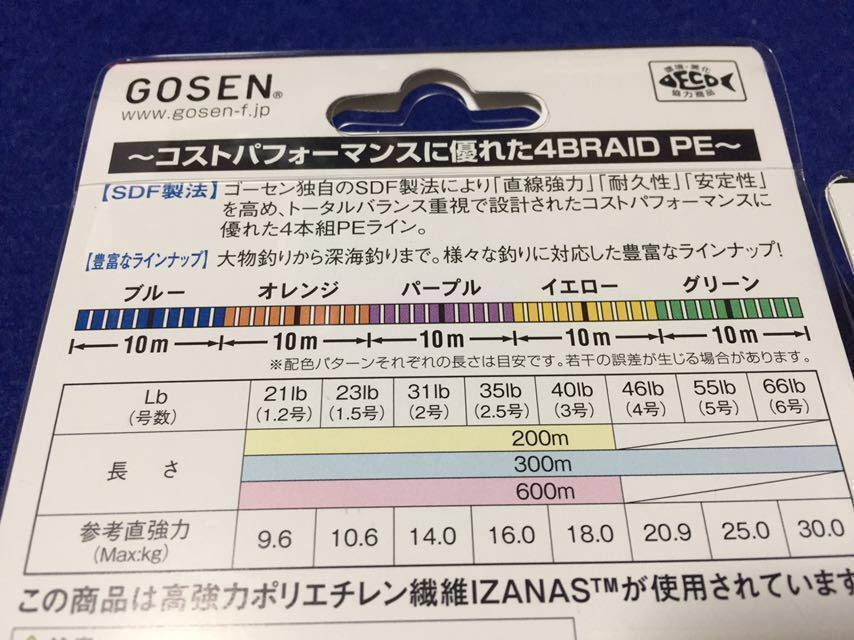 GOSEN®
www.gosen-f.jp
環境・美化
ECO
協力商品
～コストパフォーマンスに優れた4BRAID PE～
【SDF製法】ゴーセン独自のSDF製法により「直線強力」「耐久性」「安定性」
を高め、トータルバランス重視で設計されたコストパフォーマンスに
優れた4本組PEライン。
【豊富なラインナップ】大物釣りから深海釣りまで。様々な釣りに対応した豊富なラインナップ!
ブルー オレンジ パープル イエロー グリーン
10m 10m 10m 10m 10m
※配色パターンそれぞれの長さは目安です。若干の誤差が生じる場合があります。
Lb 21lb 23lb 31lb 35lb 40lb 46lb 55lb 66lb
(号数) (1.2号) (1.5号) (2号) (2.5号) (3号) (4号) (5号) (6号)
200m
長さ 300m
600m
参考直強力 9.6 10.6 14.0 16.0 18.0 20.9 25.0 30.0
(Max:kg)
この商品は高強力ポリエチレン繊維IZANAS™が使用されています